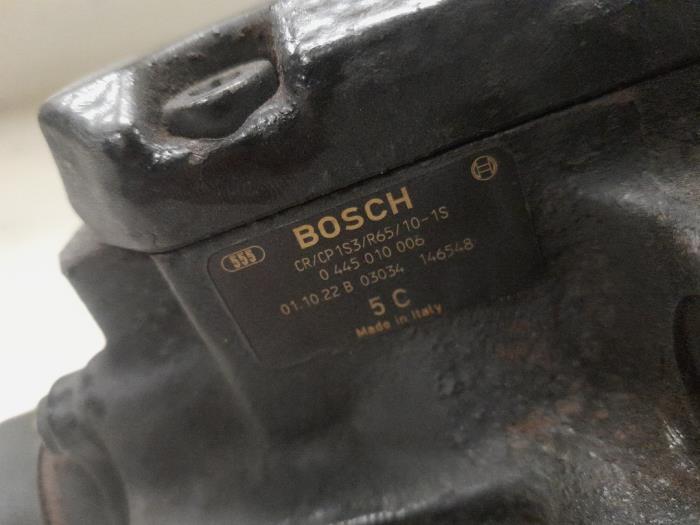 BOSCH
555
CR/CP1S3/R65/10-1S
0 445 010 006
01.10.22 B 03034 146548
5 C
Made in Italy